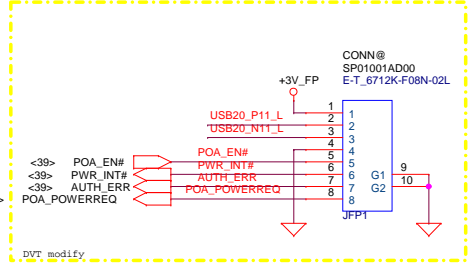 CONN@
SP01001AD00
E-T_6712K-F08N-02L
+3V_FP
1 1
USB20_P11_L 2 2
USB20_N11_L 3 3
4 4
<39> POA_EN# POA_EN# 5 5
<39> PWR_INT# PWR_INT# 6 6 G1 9
<39> AUTH_ERR AUTH_ERR 7 7 G2 10
POA_POWERREQ POA_POWERREQ 8 8
JFP1
DVT modify